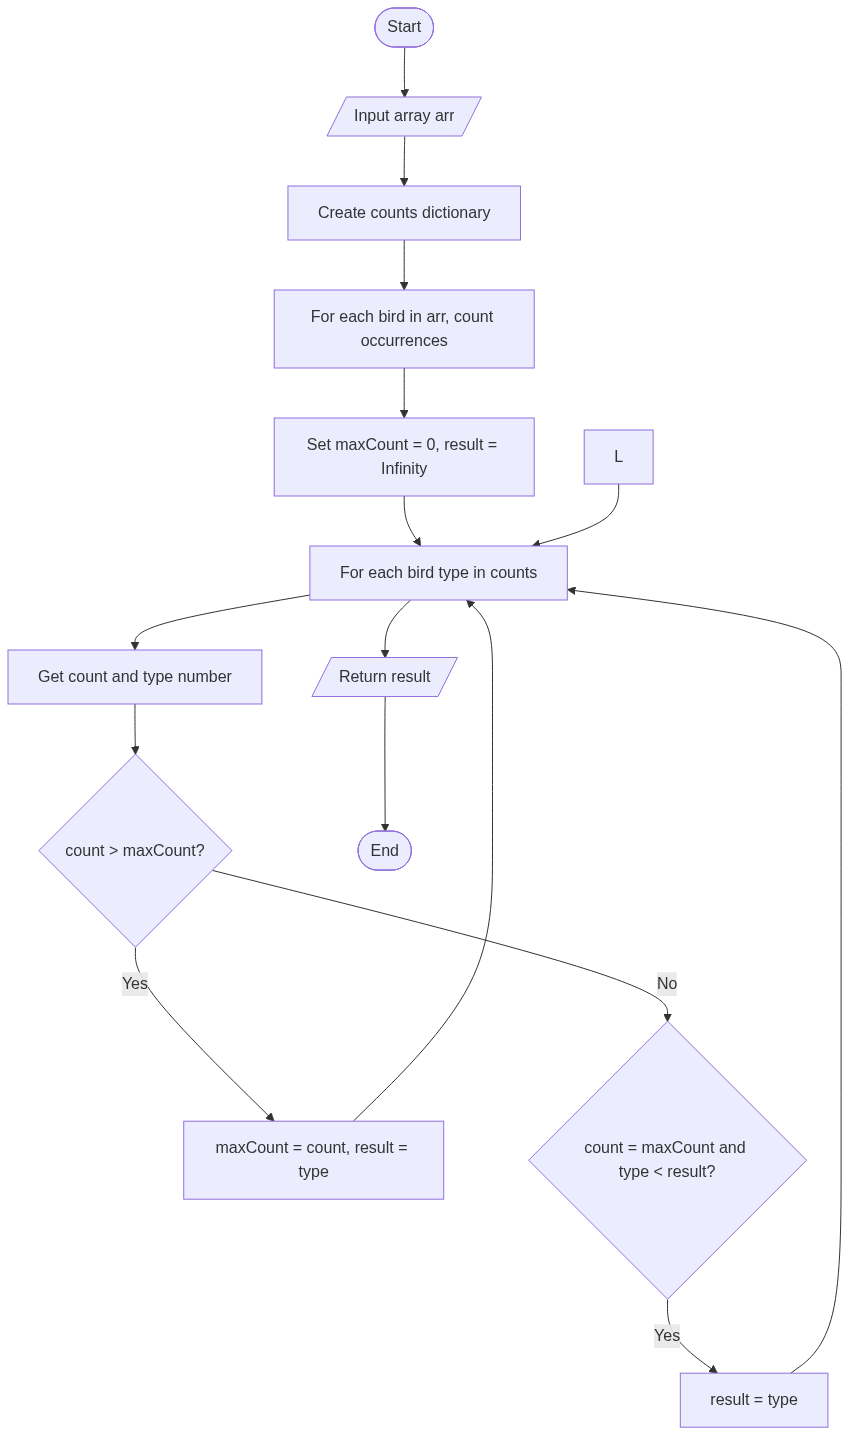 Start
Input array arr
Create counts dictionary
For each bird in arr, count
occurrences
Set maxCount = 0, result =
Infinity
L
For each bird type in counts
Get count and type number
Return result
count > maxCount?
End
Yes
No
maxCount = count, result =
type
count = maxCount and
type < result?
Yes
result = type